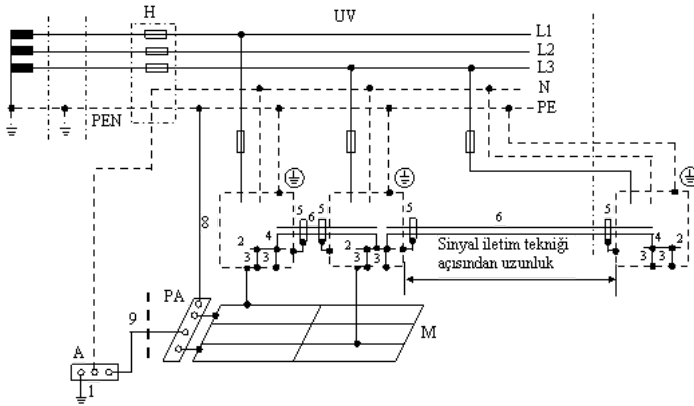 H
UV
L1
L2
L3
N
PE
PEN
8
5 5
6
5
6
5
2 4
3 3
2
3 3
4 2
3 3
Sinyal iletim tekniği
açısından uzunluk
PA
9
M
A
1